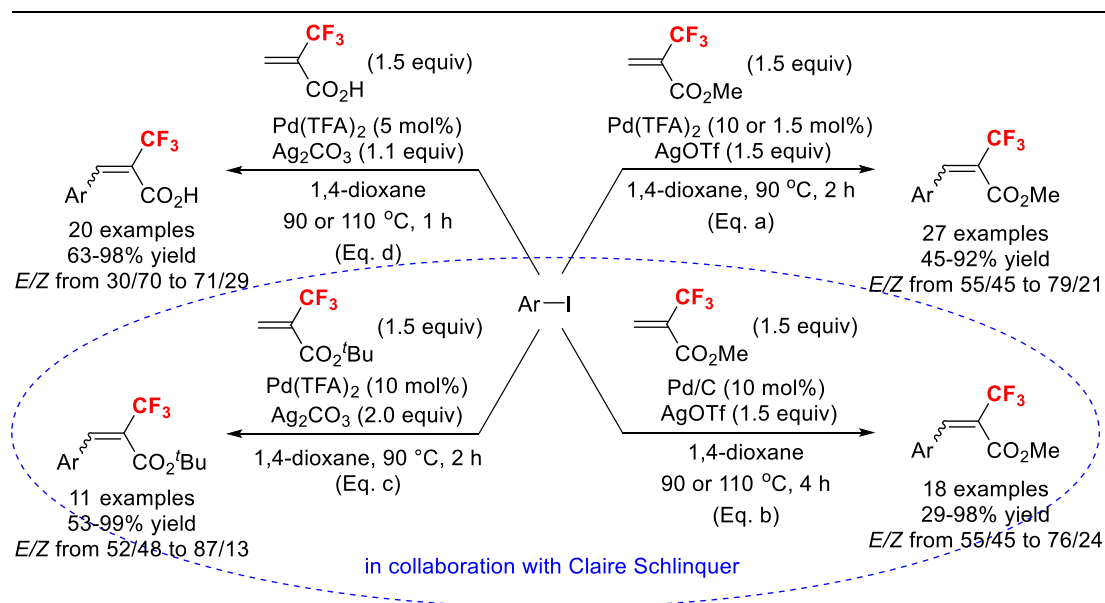 CF3
CO2H
(1.5 equiv)
Pd(TFA)2 (5 mol%)
Ag2CO3 (1.1 equiv)
1,4-dioxane
90 or 110 °C, 1 h
(Eq. d)
CF3
Ar
CO2H
20 examples
63-98% yield
E/Z from 30/70 to 71/29
CF3
CO2Me
(1.5 equiv)
Pd(TFA)2 (10 or 1.5 mol%)
AgOTf (1.5 equiv)
1,4-dioxane, 90 °C, 2 h
(Eq. a)
CF3
Ar
CO2Me
27 examples
45-92% yield
E/Z from 55/45 to 79/21
Ar—I
CF3
CO2tBu
(1.5 equiv)
Pd(TFA)2 (10 mol%)
Ag2CO3 (2.0 equiv)
1,4-dioxane, 90 °C, 2 h
(Eq. c)
CF3
Ar
CO2tBu
11 examples
53-99% yield
E/Z from 52/48 to 87/13
CF3
CO2Me
(1.5 equiv)
Pd/C (10 mol%)
AgOTf (1.5 equiv)
1,4-dioxane
90 or 110 °C, 4 h
(Eq. b)
CF3
Ar
CO2Me
18 examples
29-98% yield
E/Z from 55/45 to 76/24
in collaboration with Claire Schlinquer